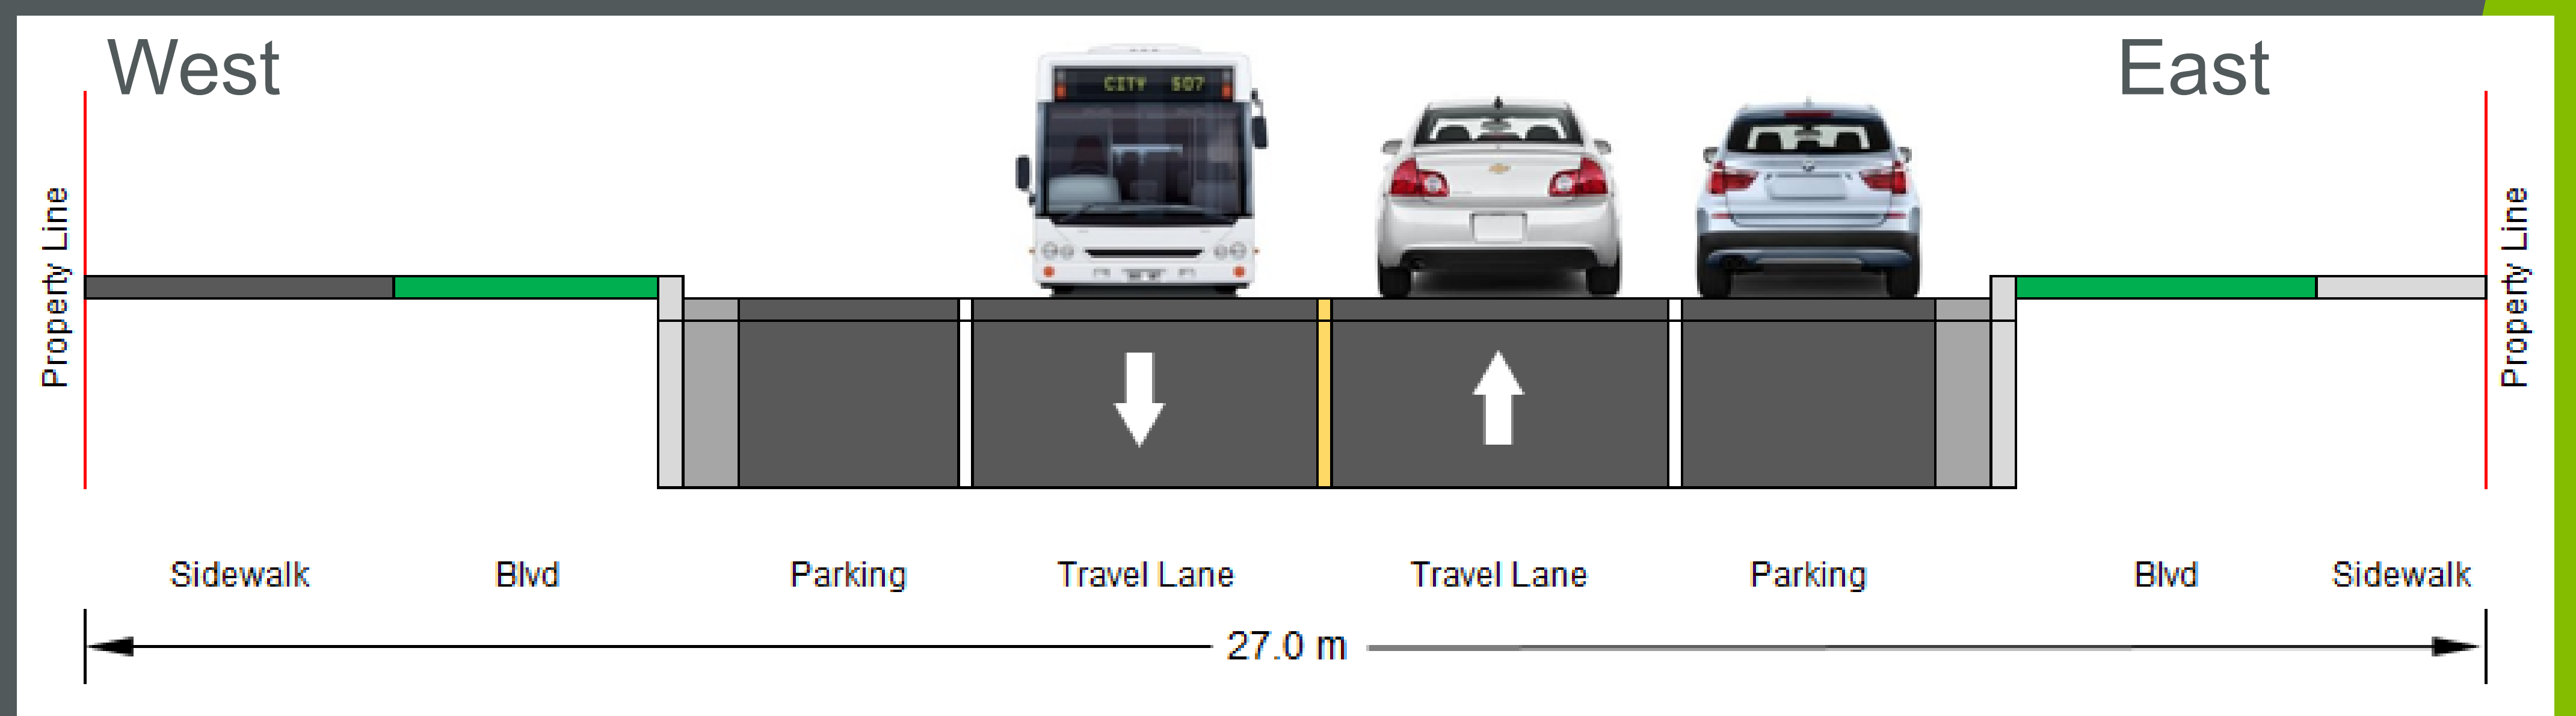 West
East
CITY 507
Property Line
Property Line
Sidewalk
Blvd
Parking
Travel Lane
Travel Lane
Parking
Blvd
Sidewalk
27.0 m